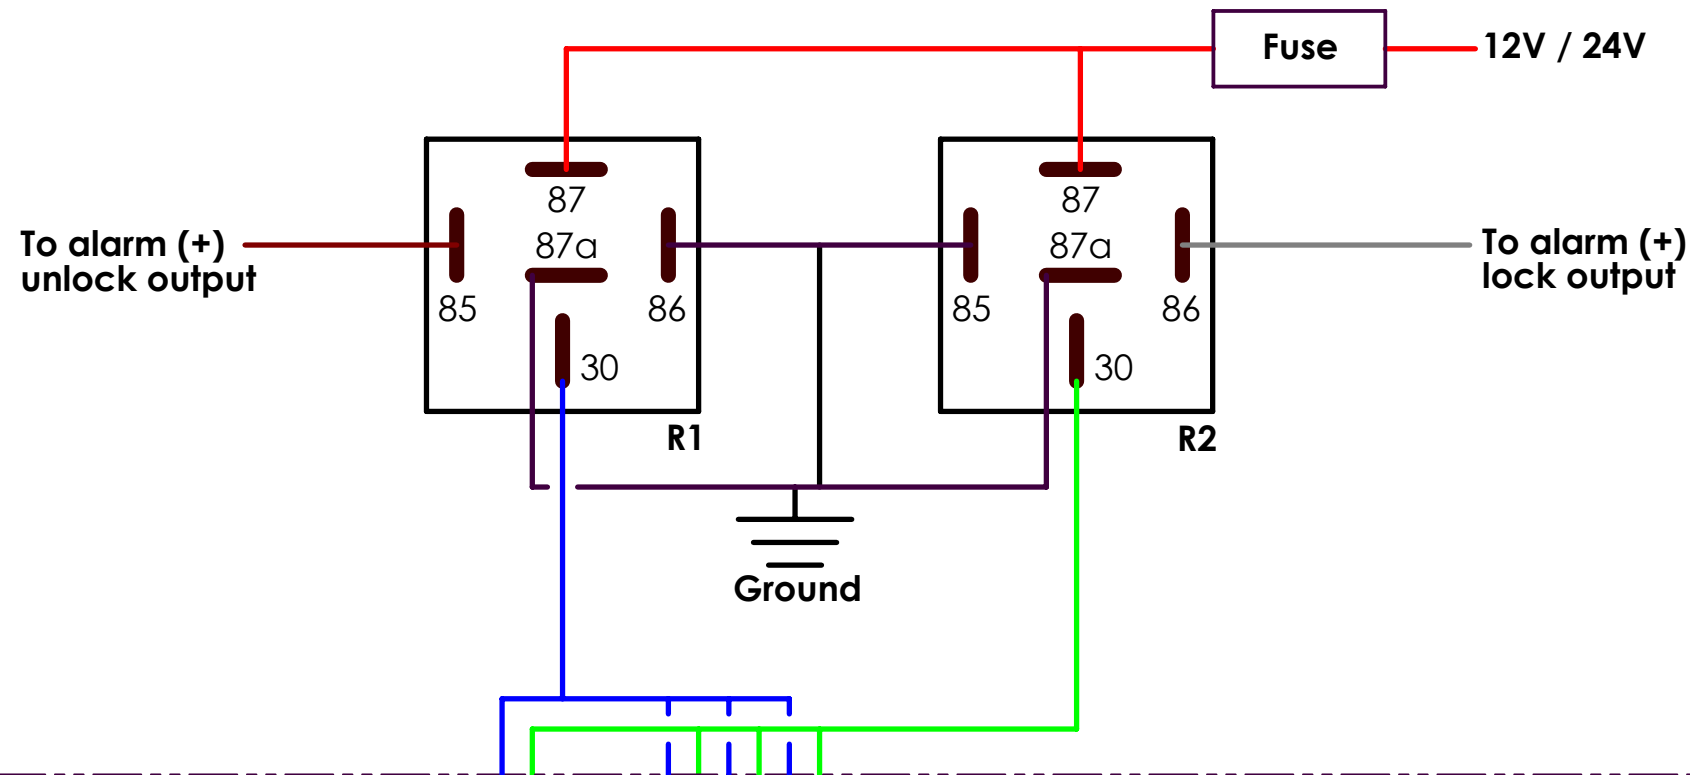 Fuse
12V / 24V
87
87
To alarm (+)
unlock output
87a
87a
To alarm (+)
lock output
85
86
85
86
30
30
R1
R2
Ground